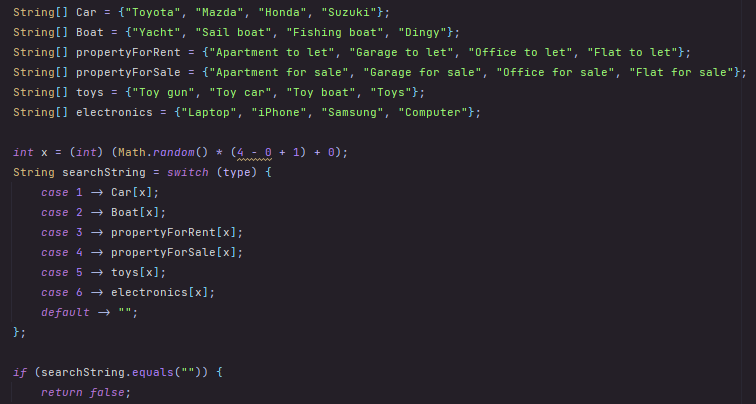 String[] Car = {"Toyota", "Mazda", "Honda", "Suzuki"};
String[] Boat = {"Yacht", "Sail boat", "Fishing boat", "Dingy"};
String[] propertyForRent = {"Apartment to let", "Garage to let", "Office to let", "Flat to let"};
String[] propertyForSale = {"Apartment for sale", "Garage for sale", "Office for sale", "Flat for sale"};
String[] toys = {"Toy gun", "Toy car", "Toy boat", "Toys"};
String[] electronics = {"Laptop", "iPhone", "Samsung", "Computer"};
int x = (int) (Math.random() * (4 - 0 + 1) + 0);
String searchString = switch (type) {
    case 1 → Car[x];
    case 2 → Boat[x];
    case 3 → propertyForRent[x];
    case 4 → propertyForSale[x];
    case 5 → toys[x];
    case 6 → electronics[x];
    default → "";
};
if (searchString.equals("")) {
    return false;